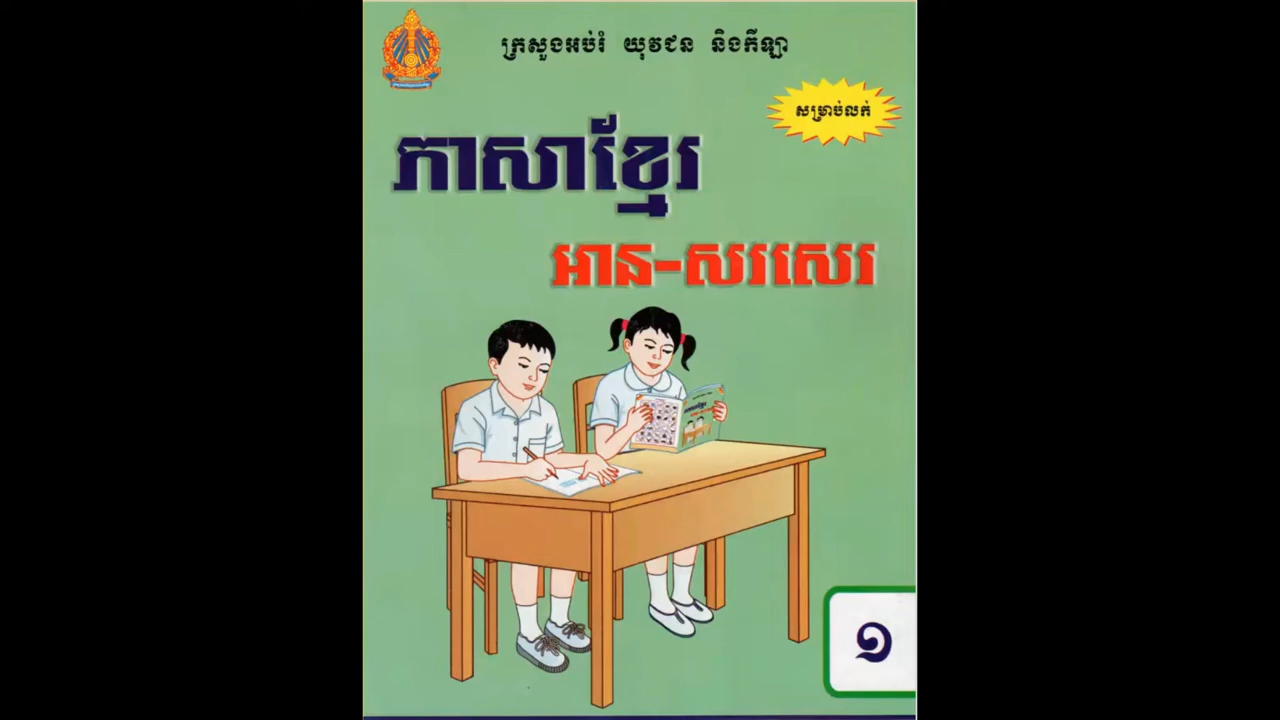 ក្រសួងអប់រំ យុវជន និងកីឡា
សម្រាប់លក់
ភាសាខ្មែរ
អាន-សរសេរ
១